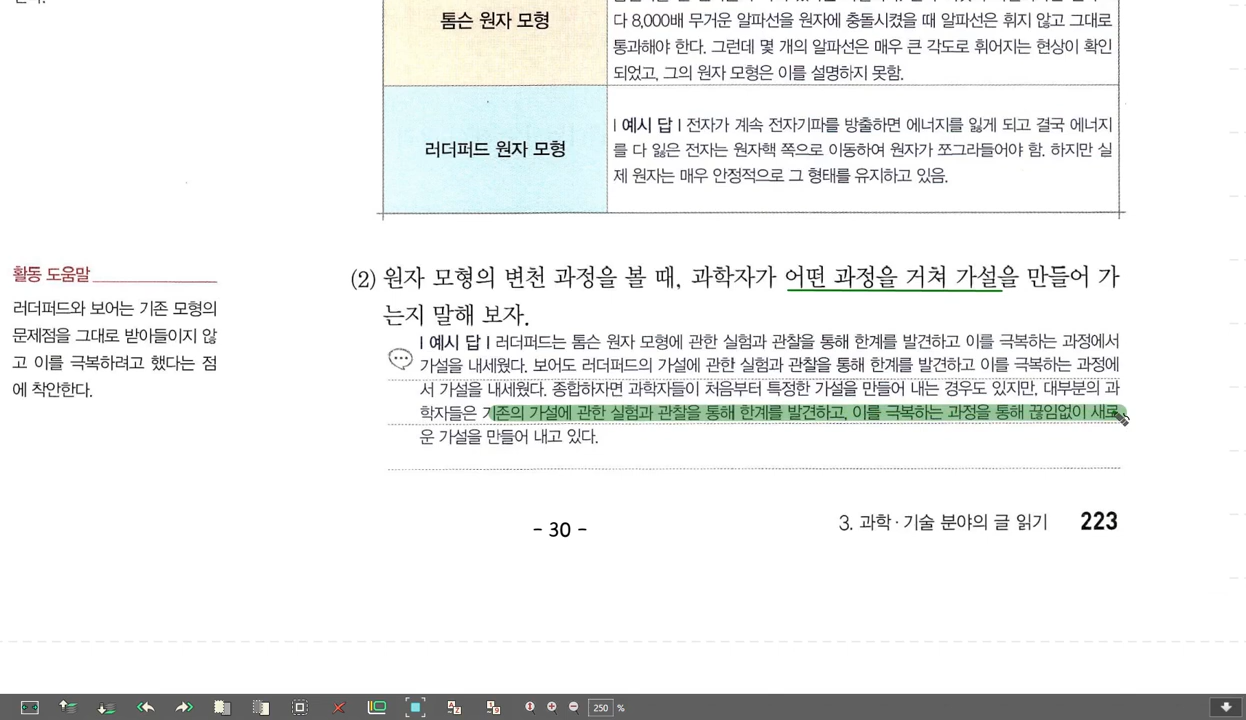 톰슨 원자 모형
다 8,000배 무거운 알파선을 원자에 충돌시켰을 때 알파선은 휘지 않고 그대로
통과해야 한다. 그런데 몇 개의 알파선은 매우 큰 각도로 휘어지는 현상이 확인
되었고, 그의 원자 모형은 이를 설명하지 못함.
러더퍼드 원자 모형
| 예시 답 | 전자가 계속 전자기파를 방출하면 에너지를 잃게 되고 결국 에너지
를 다 잃은 전자는 원자핵 쪽으로 이동하여 원자가 쪼그라들어야 함. 하지만 실
제 원자는 매우 안정적으로 그 형태를 유지하고 있음.
활동 도움말
러더퍼드와 보어는 기존 모형의
문제점을 그대로 받아들이지 않
고 이를 극복하려고 했다는 점
에 착안한다.
(2) 원자 모형의 변천 과정을 볼 때, 과학자가 어떤 과정을 거쳐 가설을 만들어 가
는지 말해 보자.
| 예시 답 | 러더퍼드는 톰슨 원자 모형에 관한 실험과 관찰을 통해 한계를 발견하고 이를 극복하는 과정에서
가설을 내세웠다. 보어도 러더퍼드의 가설에 관한 실험과 관찰을 통해 한계를 발견하고 이를 극복하는 과정에
서 가설을 내세웠다. 종합하자면 과학자들이 처음부터 특정한 가설을 만들어 내는 경우도 있지만, 대부분의 과
학자들은 기존의 가설에 관한 실험과 관찰을 통해 한계를 발견하고, 이를 극복하는 과정을 통해 끊임없이 새로
운 가설을 만들어 내고 있다.
- 30 -
3. 과학·기술 분야의 글 읽기 223
250 %